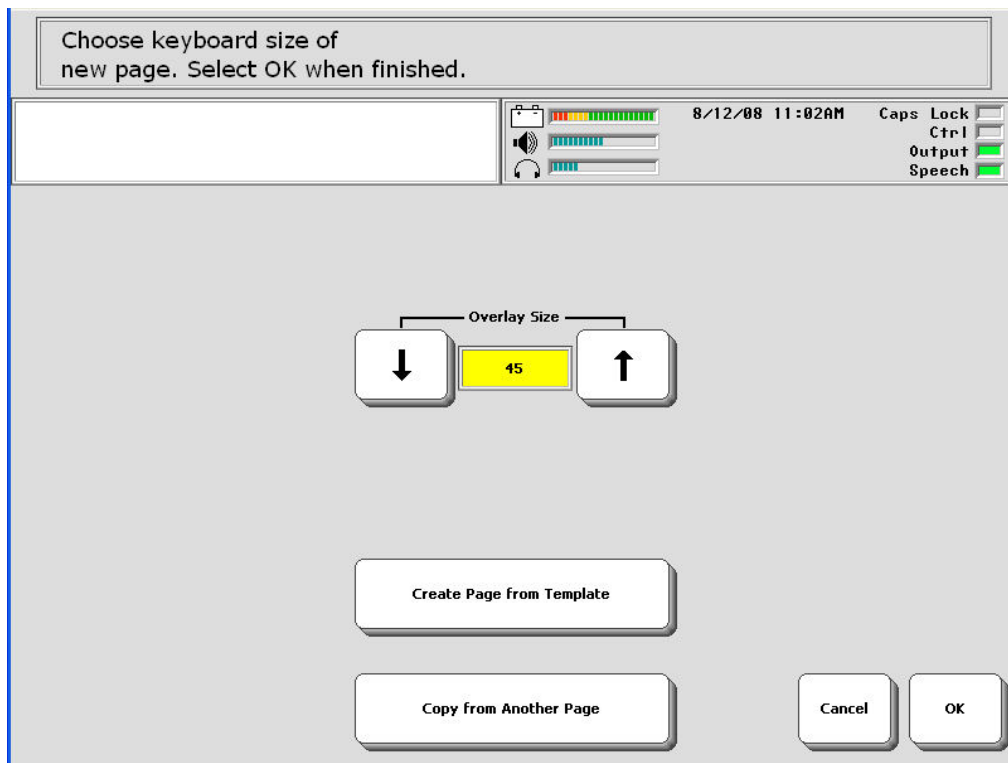 Choose keyboard size of
new page. Select OK when finished.
8/12/08 11:02AM
Caps Lock
Ctrl
Output
Speech
Overlay Size
45
Create Page from Template
Copy from Another Page
Cancel
OK